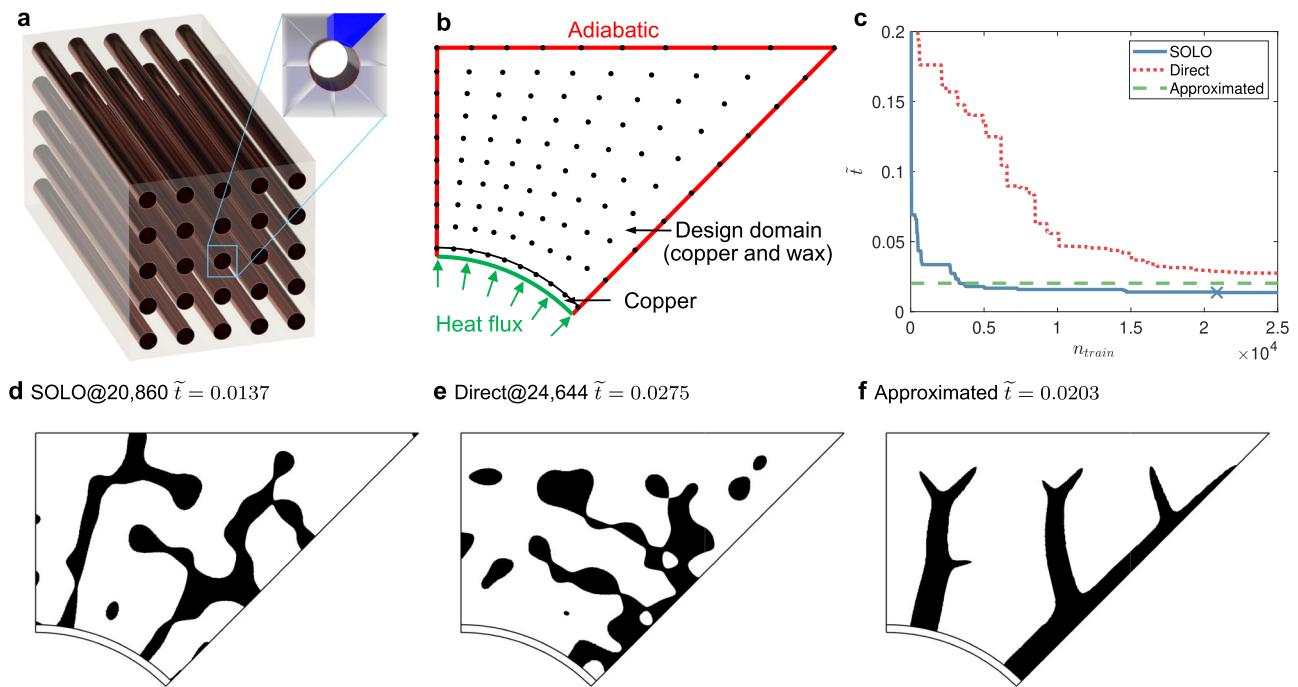 a
b
Adiabatic
Design domain
(copper and wax)
Copper
Heat flux
c
0.2
0.15
0.1
0.05
0
t̃
0
0.5
1
1.5
2
2.5
n_train
×10^4
SOLO
Direct
Approximated
d SOLO@20,860 t̃ = 0.0137
e Direct@24,644 t̃ = 0.0275
f Approximated t̃ = 0.0203